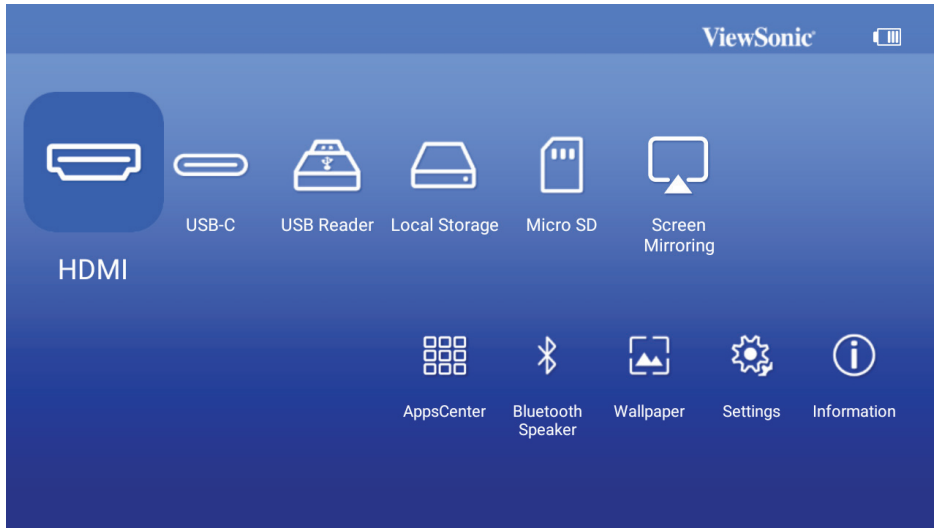 ViewSonic
USB-C
USB Reader
Local Storage
Micro SD
Screen
Mirroring
HDMI
AppsCenter
Bluetooth
Speaker
Wallpaper
Settings
Information